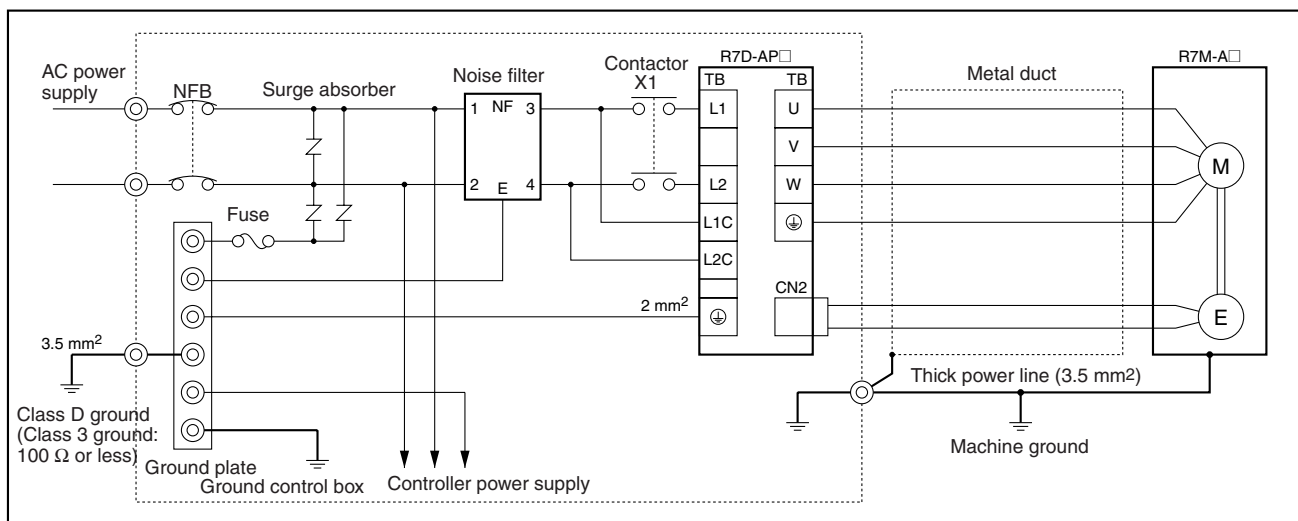 R7D-AP□
R7M-A□
AC power
supply
NFB
Surge absorber
Noise filter
Contactor
X1
TB
TB
Metal duct
1 NF 3
L1
U
V
M
2 E 4
L2
W
Fuse
L1C
L2C
CN2
2 mm²
E
3.5 mm²
Thick power line (3.5 mm²)
Class D ground
(Class 3 ground:
100 Ω or less)
Machine ground
Ground plate
Ground control box
Controller power supply